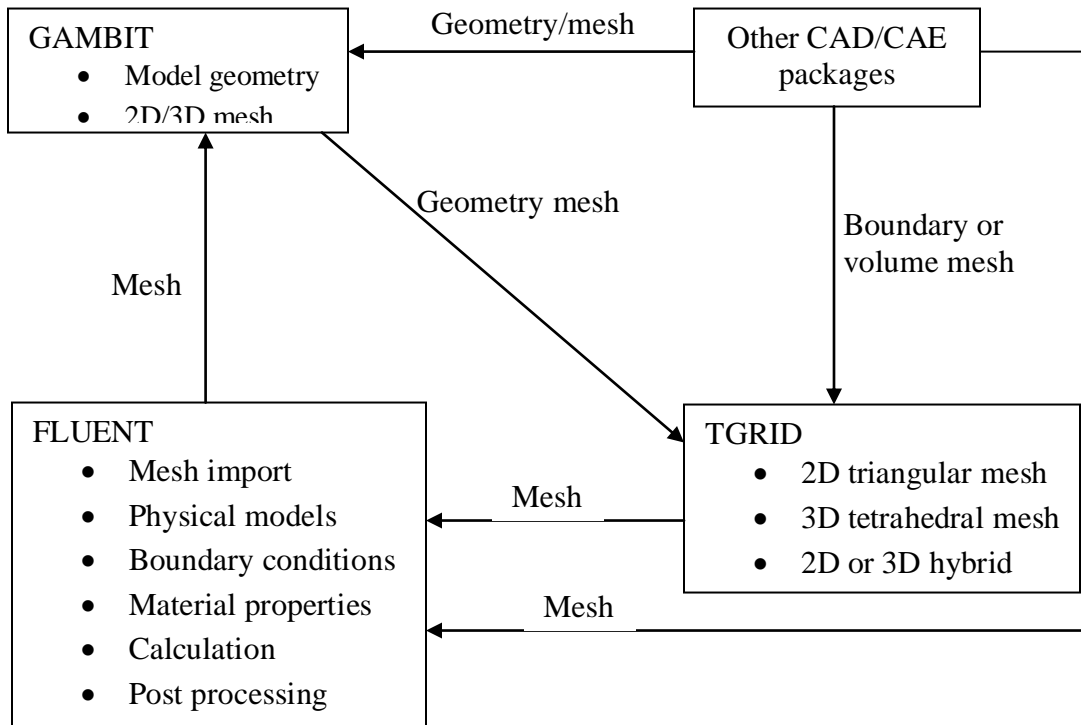 GAMBIT
• Model geometry
• 2D/3D mesh
Geometry/mesh
Other CAD/CAE
packages
Geometry mesh
Boundary or
volume mesh
Mesh
FLUENT
• Mesh import
• Physical models
• Boundary conditions
• Material properties
• Calculation
• Post processing
Mesh
Mesh
TGRID
• 2D triangular mesh
• 3D tetrahedral mesh
• 2D or 3D hybrid